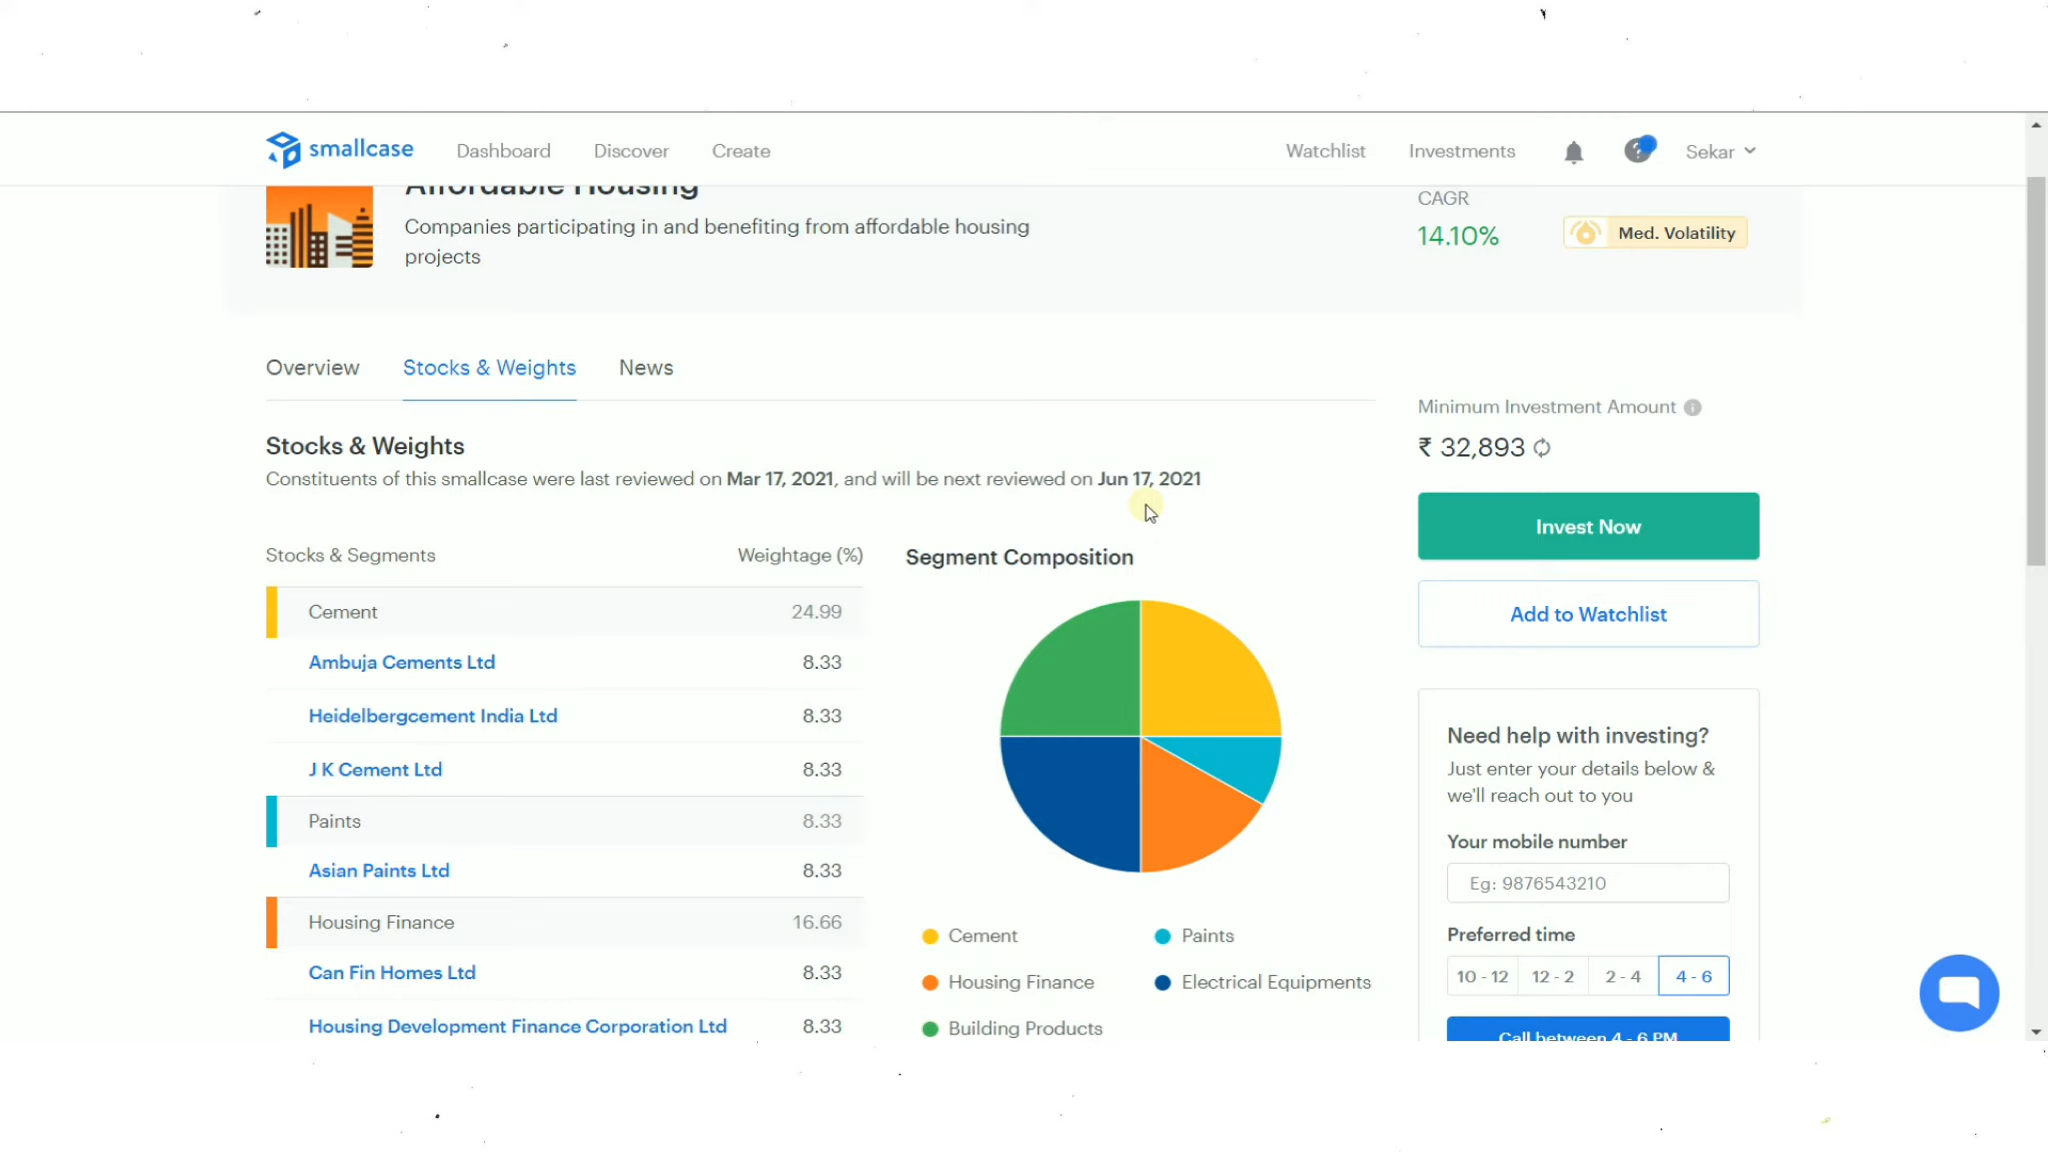 smallcase
Dashboard
Discover
Create
Watchlist
Investments
Sekar
Affordable Housing
Companies participating in and benefiting from affordable housing
projects
CAGR
14.10%
Med. Volatility
Overview
Stocks & Weights
News
Stocks & Weights
Constituents of this smallcase were last reviewed on Mar 17, 2021, and will be next reviewed on Jun 17, 2021
Stocks & Segments
Weightage (%)
Cement 24.99
Ambuja Cements Ltd 8.33
Heidelbergcement India Ltd 8.33
J K Cement Ltd 8.33
Paints 8.33
Asian Paints Ltd 8.33
Housing Finance 16.66
Can Fin Homes Ltd 8.33
Housing Development Finance Corporation Ltd 8.33
Segment Composition
Cement
Paints
Housing Finance
Electrical Equipments
Building Products
Minimum Investment Amount
₹ 32,893
Invest Now
Add to Watchlist
Need help with investing?
Just enter your details below &
we'll reach out to you
Your mobile number
Eg: 9876543210
Preferred time
10 - 12
12 - 2
2 - 4
4 - 6
Call between 4 - 6 PM